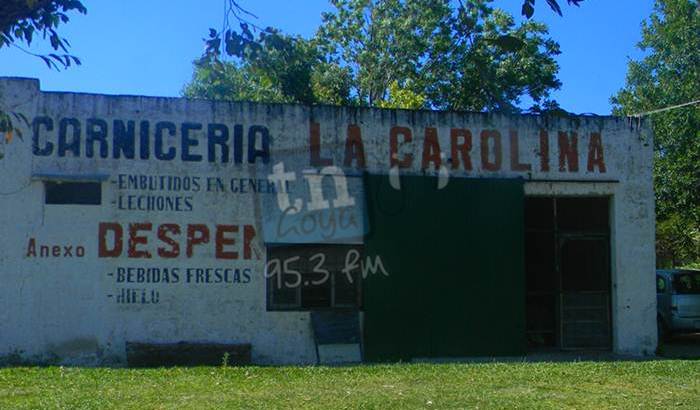 CARNICERIA LA CAROLINA
-EMBUTIDOS EN GENERAL
-LECHONES
Anexo DESPEN
-BEBIDAS FRESCAS
-HIELO
tn
Goya
95.3 fm